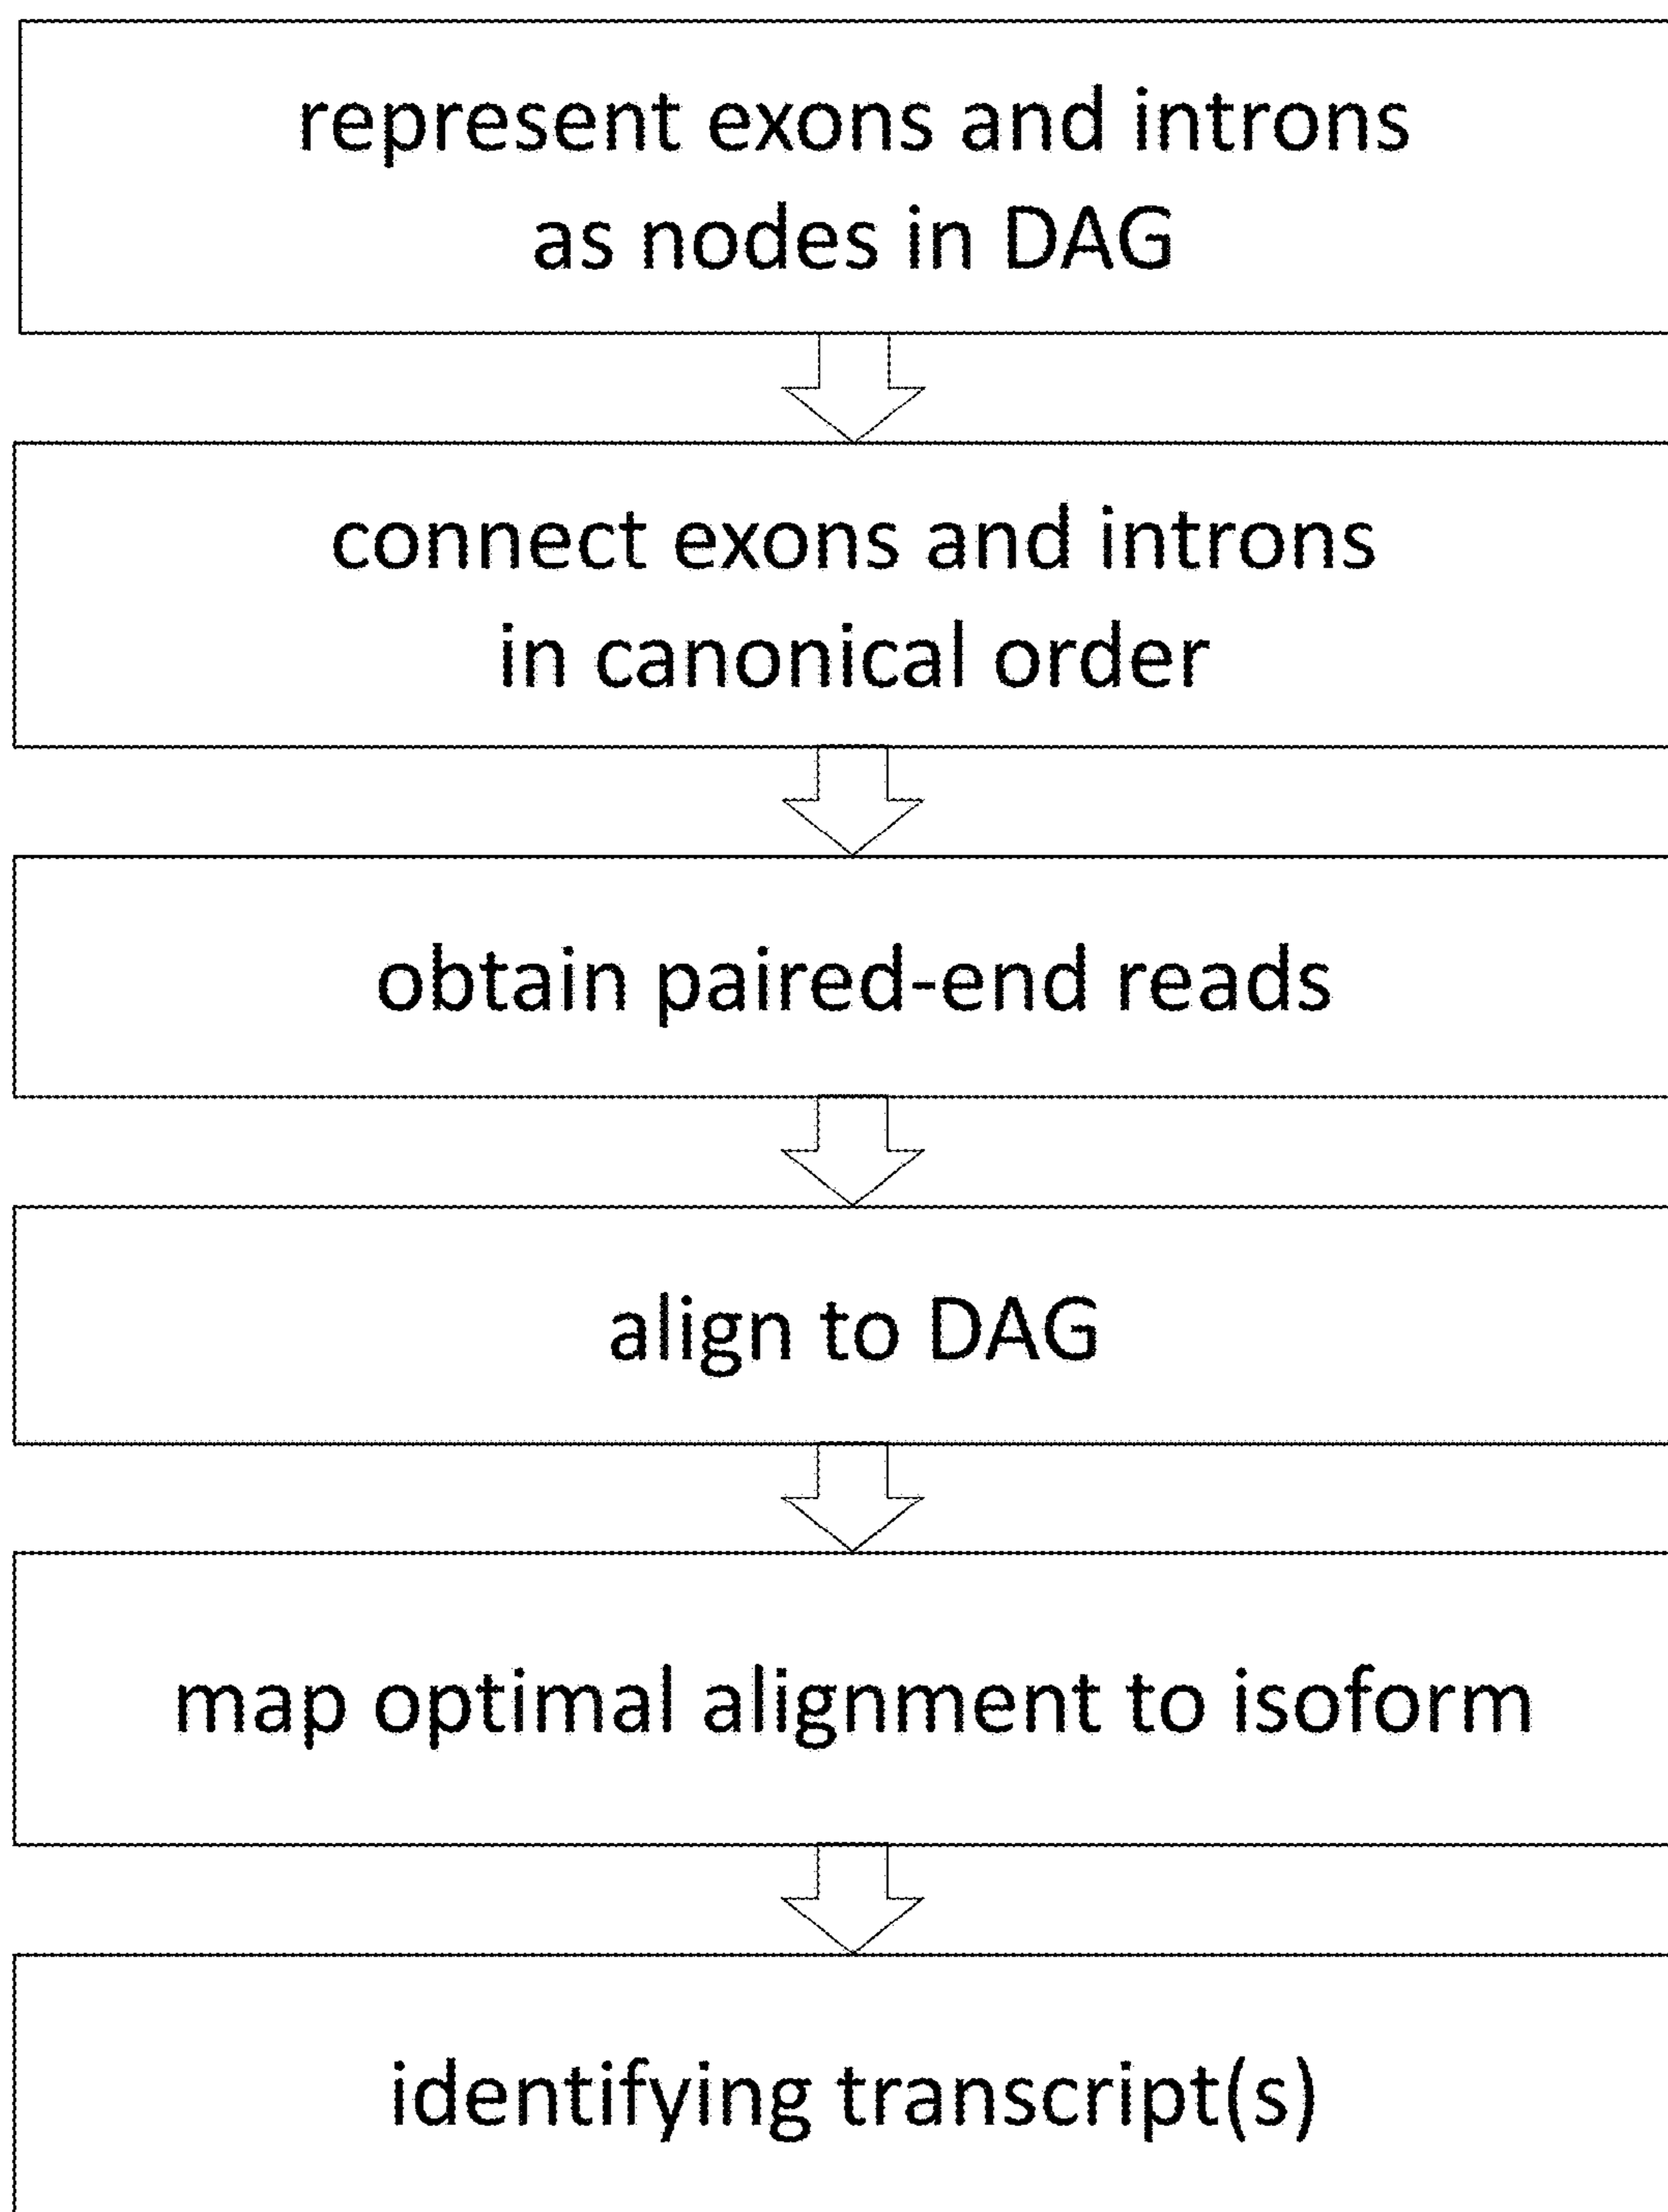 represent exons and introns
as nodes in DAG
connect exons and introns
in canonical order
obtain paired-end reads
align to DAG
map optimal alignment to isoform
identifying transcript(s)